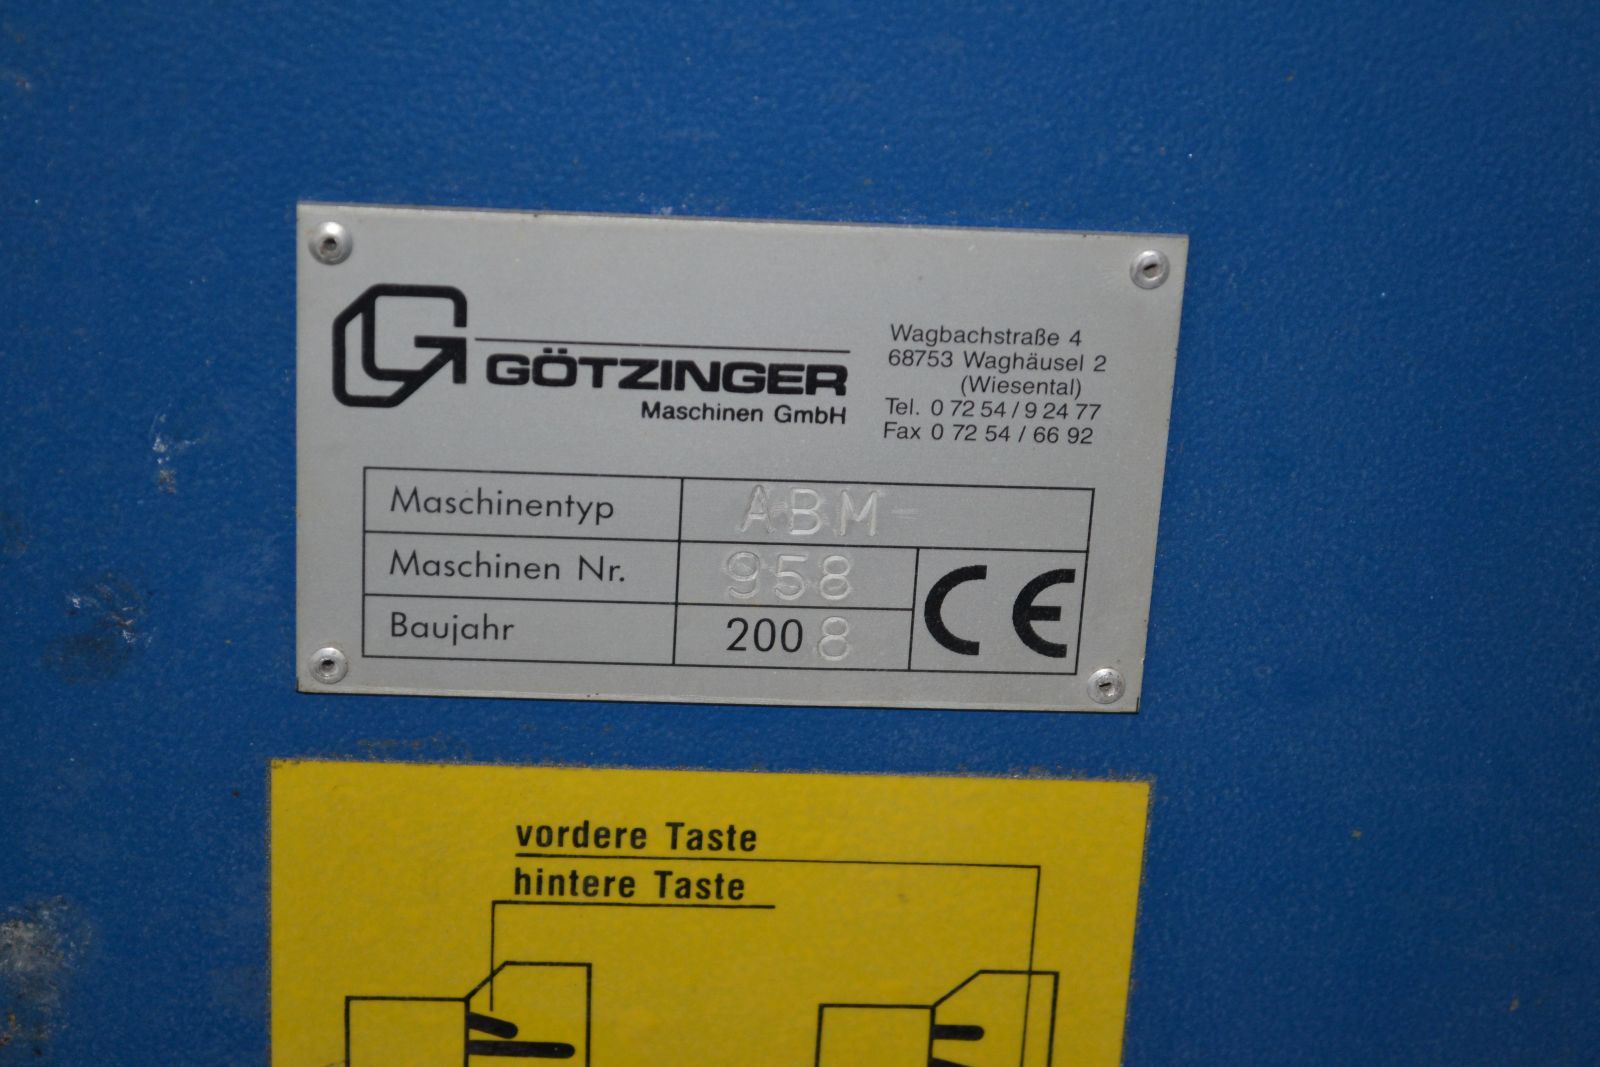 GÖTZINGER
Maschinen GmbH
Wagbachstraße 4
68753 Waghäusel 2
(Wiesental)
Tel. 0 72 54 / 9 24 77
Fax 0 72 54 / 66 92
Maschinentyp ABM-
Maschinen Nr. 958
Baujahr 2008
CE
vordere Taste
hintere Taste